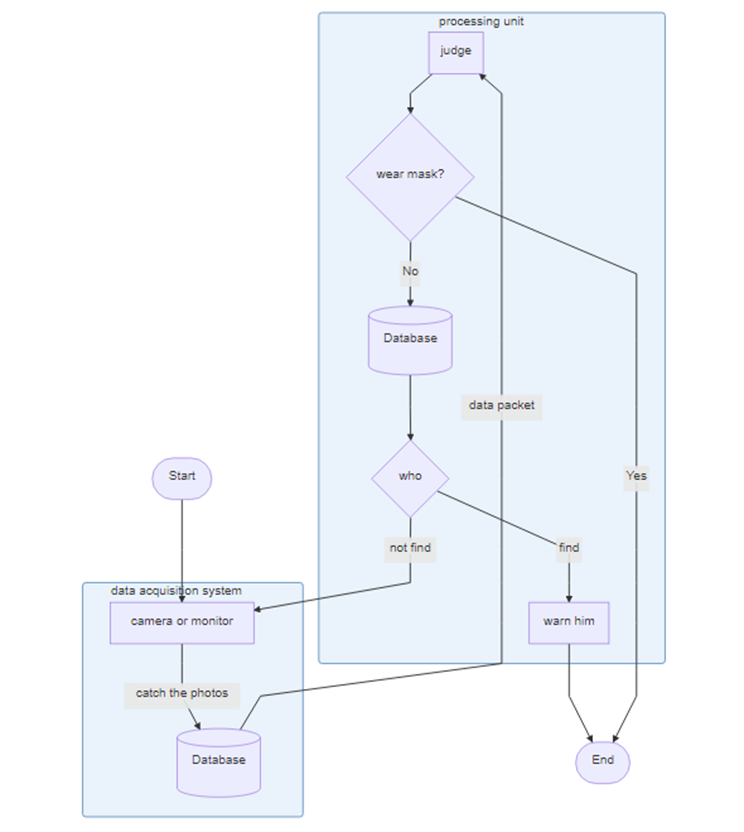 processing unit
judge
wear mask?
No
Database
data packet
who
Start
Yes
not find
find
data acquisition system
camera or monitor
warn him
catch the photos
Database
End